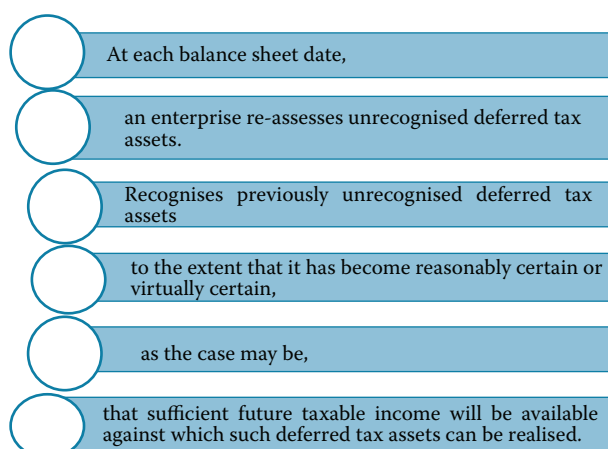 At each balance sheet date,
an enterprise re-assesses unrecognised deferred tax
assets.
Recognises previously unrecognised deferred tax
assets
to the extent that it has become reasonably certain or
virtually certain,
as the case may be,
that sufficient future taxable income will be available
against which such deferred tax assets can be realised.